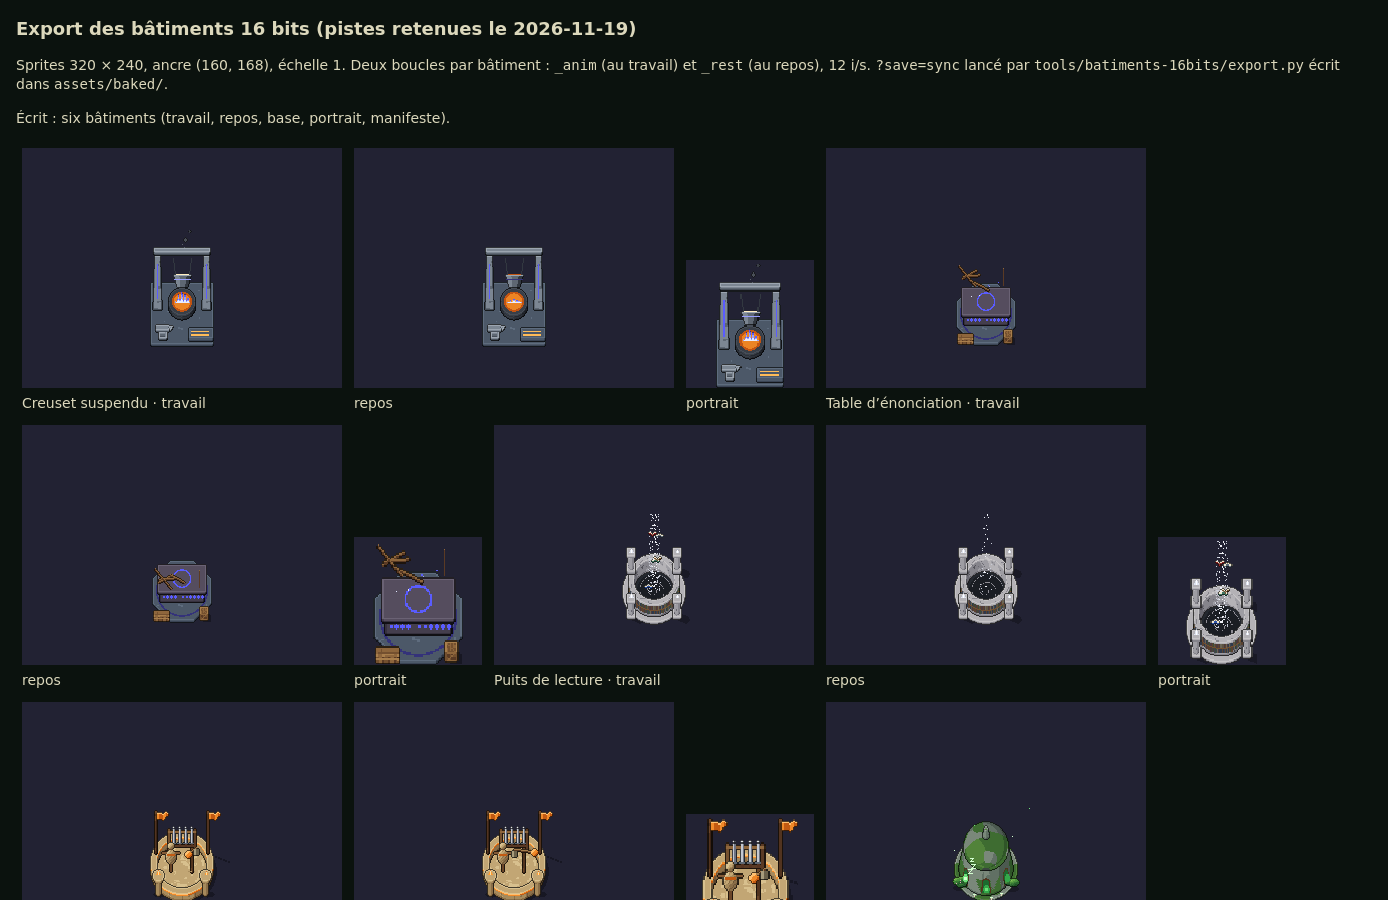 Export des bâtiments 16 bits (pistes retenues le 2026-11-19)
Sprites 320 × 240, ancre (160, 168), échelle 1. Deux boucles par bâtiment : _anim (au travail) et _rest (au repos), 12 i/s. ?save=sync lancé par tools/batiments-16bits/export.py écrit
dans assets/baked/.
Écrit : six bâtiments (travail, repos, base, portrait, manifeste).
Creuset suspendu · travail
repos
portrait
Table d’énonciation · travail
repos
portrait
Puits de lecture · travail
repos
portrait